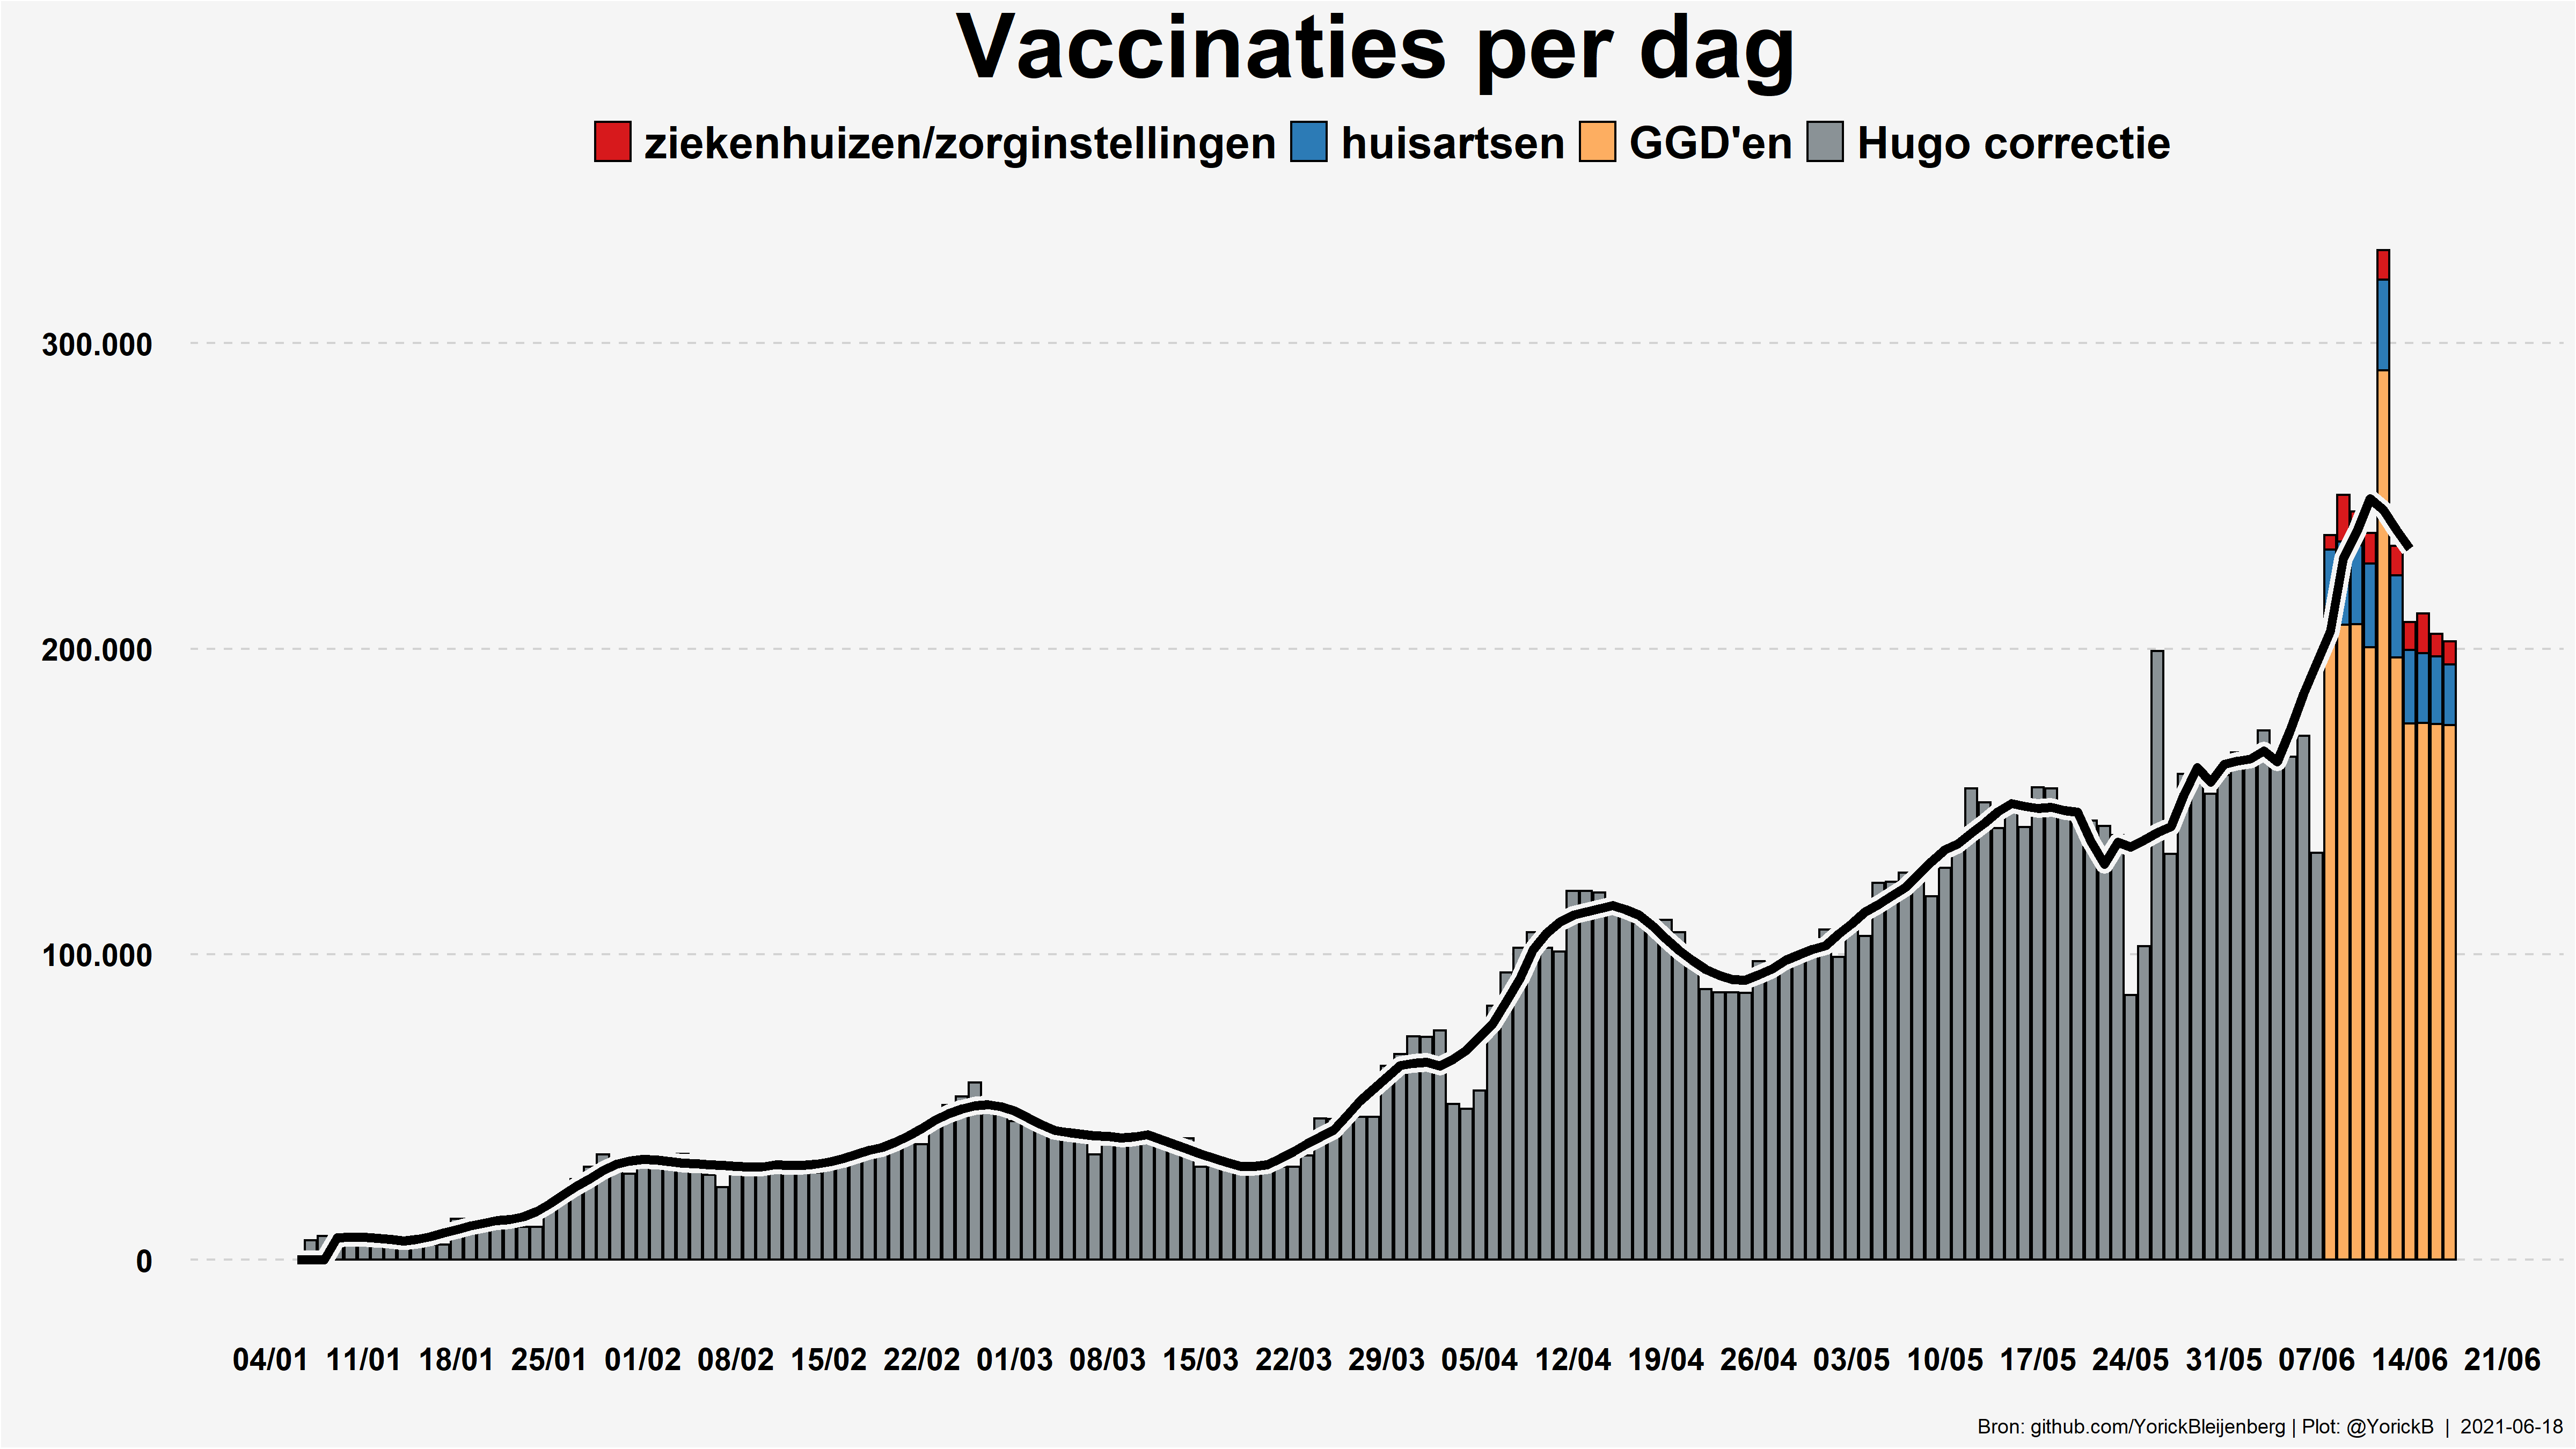 Vaccinaties per dag
ziekenhuizen/zorginstellingen huisartsen GGD'en Hugo correctie
300.000
200.000
100.000
0
04/01 11/01 18/01 25/01 01/02 08/02 15/02 22/02 01/03 08/03 15/03 22/03 29/03 05/04 12/04 19/04 26/04 03/05 10/05 17/05 24/05 31/05 07/06 14/06 21/06
Bron: github.com/YorickBleijenberg | Plot: @YorickB | 2021-06-18